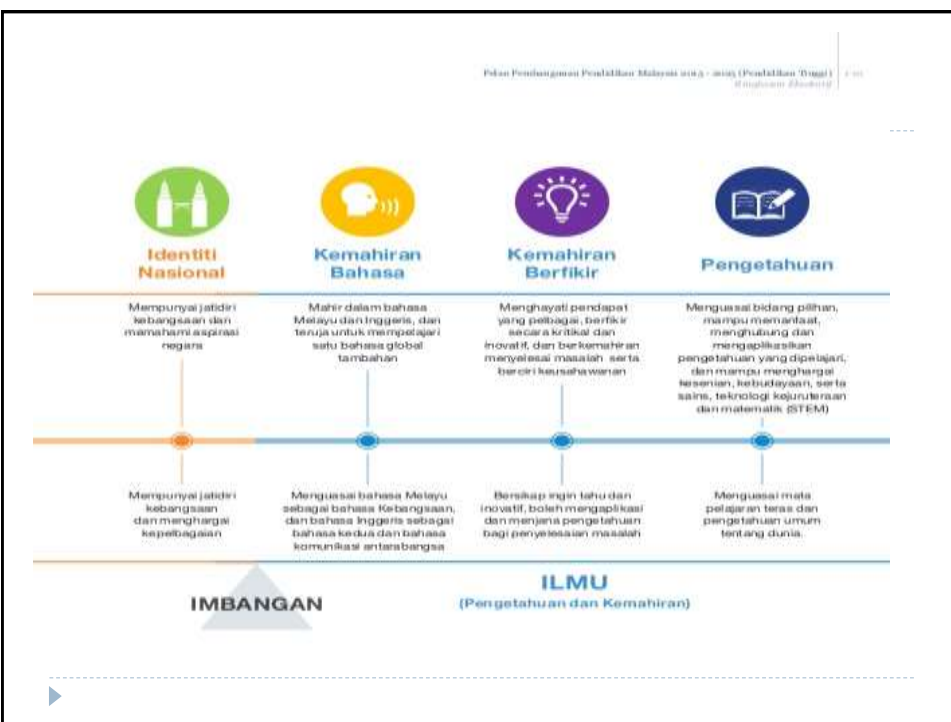 Pelan Pembangunan Pendidikan Malaysia 2015 - 2025 (Pendidikan Tinggi)
Ringkasan Eksekutif
Identiti
Nasional
Mempunyai jatidiri
kebangsaan dan
memahami aspirasi
negara
Mempunyai jatidiri
kebangsaan
dan menghargai
kepelbagaian
Kemahiran
Bahasa
Mahir dalam bahasa
Melayu dan Inggeris, dan
teruja untuk mempelajari
satu bahasa global
tambahan
Menguasai bahasa Melayu
sebagai bahasa Kebangsaan,
dan bahasa Inggeris sebagai
bahasa kedua dan bahasa
komunikasi antarabangsa
Kemahiran
Berfikir
Menghayati pendapat
yang pelbagai, berfikir
secara kritikal dan
inovatif, dan berkemahiran
menyelesai masalah serta
berciri keusahawanan
Bersikap ingin tahu dan
inovatif, boleh mengaplikasi
dan menjana pengetahuan
bagi penyelesaian masalah
Pengetahuan
Menguasai bidang pilihan,
mampu memanfaat,
menghubung dan
mengaplikasikan
pengetahuan yang dipelajari,
dan mampu menghargai
kesenian, kebudayaan, serta
sains, teknologi kejuruteraan
dan matematik (STEM)
Menguasai mata
pelajaran teras dan
pengetahuan umum
tentang dunia.
IMBANGAN
ILMU
(Pengetahuan dan Kemahiran)